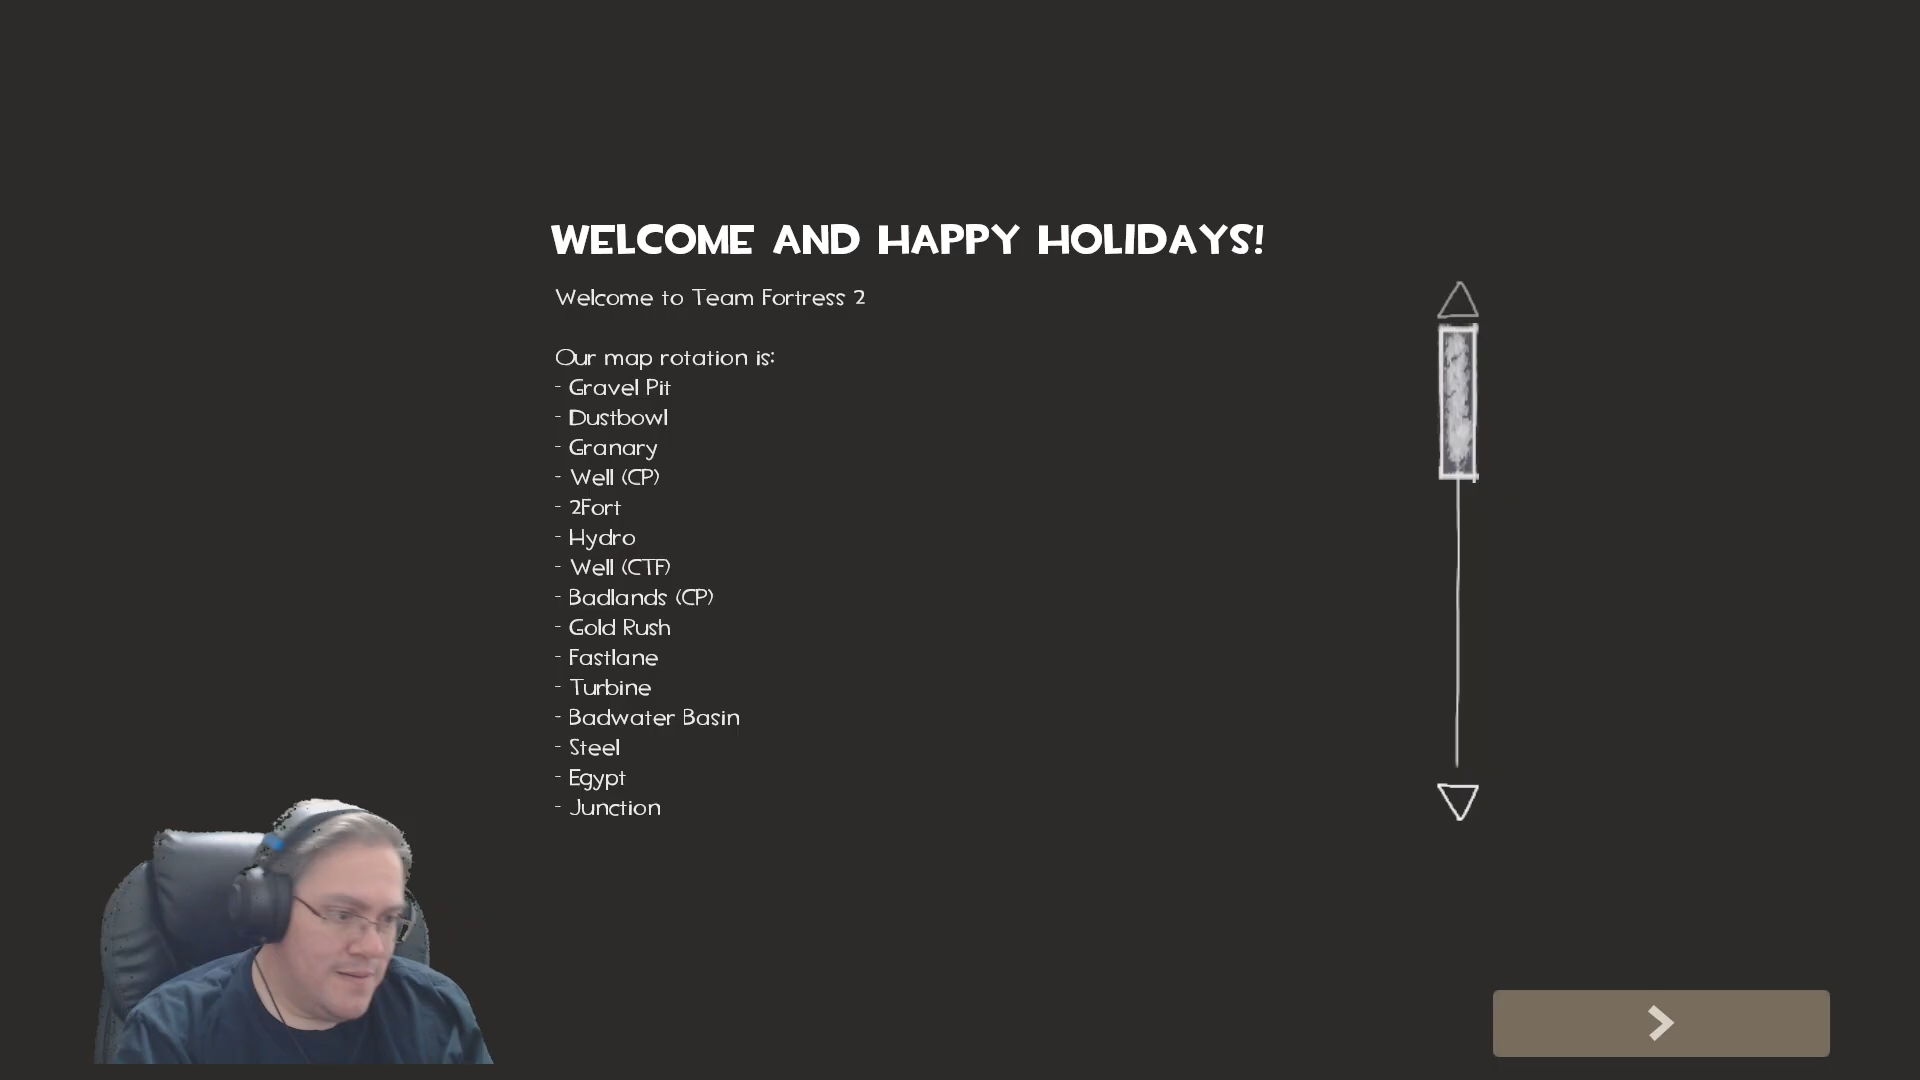 WELCOME AND HAPPY HOLIDAYS!
Welcome to Team Fortress 2
Our map rotation is:
- Gravel Pit
- Dustbowl
- Granary
- Well (CP)
- 2Fort
- Hydro
- Well (CTF)
- Badlands (CP)
- Gold Rush
- Fastlane
- Turbine
- Badwater Basin
- Steel
- Egypt
- Junction